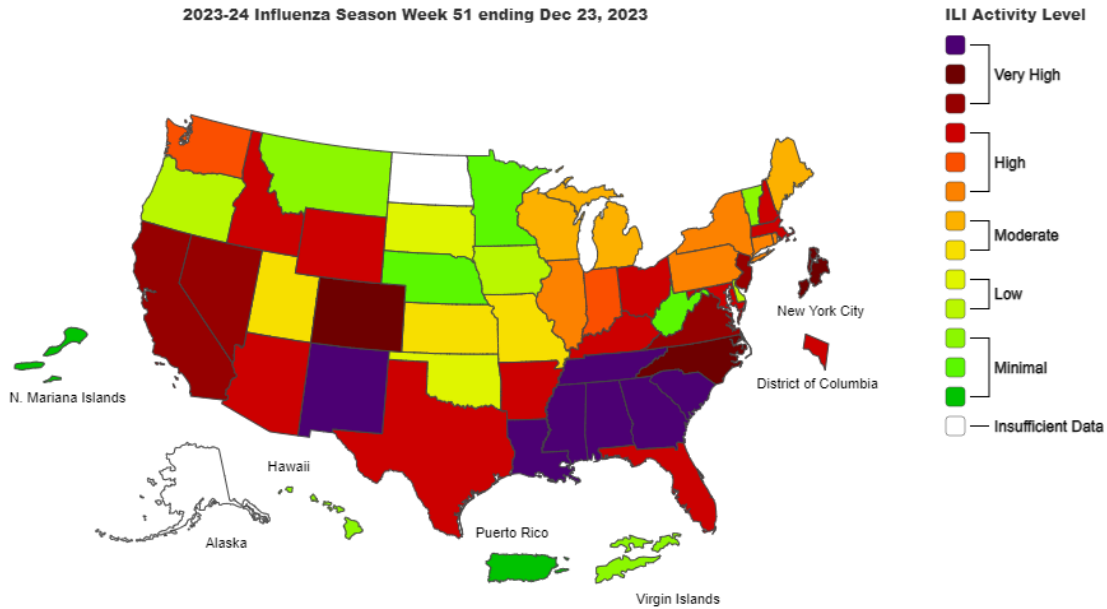 2023-24 Influenza Season Week 51 ending Dec 23, 2023
ILI Activity Level
Very High
High
Moderate
Low
Minimal
Insufficient Data
New York City
District of Columbia
N. Mariana Islands
Hawaii
Alaska
Puerto Rico
Virgin Islands